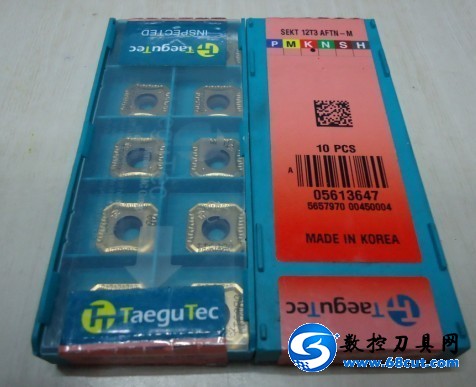 TaeguTec
INSPECTED
SEKT 12T3 AFTN-M
P M K N S H
10 PCS
A
05613647
5657970 00450004
MADE IN KOREA
TaeguTec
TaeguTec
数控刀具网
www.68cut.com